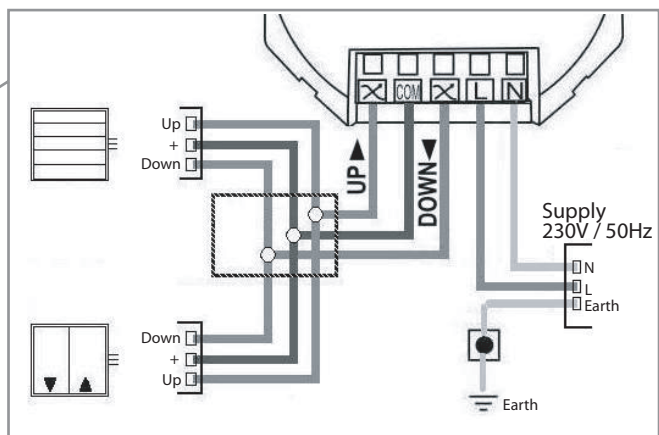 COM L N
UP
DOWN
Up
+
Down
Supply
230V / 50Hz
N
L
Earth
Down
+
Up
Earth